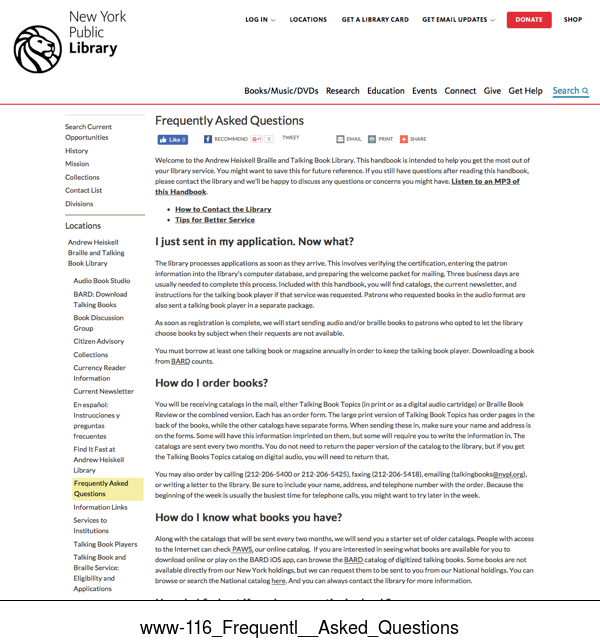 New York
Public
Library
LOG IN
LOCATIONS
GET A LIBRARY CARD
GET EMAIL UPDATES
DONATE
SHOP
Books/Music/DVDs Research Education Events Connect Give Get Help Search
Search Current
Opportunities
History
Mission
Collections
Contact List
Divisions
Locations
Andrew Heiskell
Braille and Talking
Book Library
Audio Book Studio
BARD: Download
Talking Books
Book Discussion
Group
Citizen Advisory
Collections
Currency Reader
Information
Current Newsletter
En español:
Instrucciones y
preguntas
frecuentes
Find It Fast at
Andrew Heiskell
Library
Frequently Asked
Questions
Information Links
Services to
Institutions
Talking Book Players
Talking Book and
Braille Service:
Eligibility and
Applications
Frequently Asked Questions
Like 0 RECOMMEND G+1 0 TWEET EMAIL PRINT SHARE
Welcome to the Andrew Heiskell Braille and Talking Book Library. This handbook is intended to help you get the most out of
your library service. You might want to save this for future reference. If you still have questions after reading this handbook,
please contact the library and we'll be happy to discuss any questions or concerns you might have. Listen to an MP3 of
this Handbook.
• How to Contact the Library
• Tips for Better Service
I just sent in my application. Now what?
The library processes applications as soon as they arrive. This involves verifying the certification, entering the patron
information into the library's computer database, and preparing the welcome packet for mailing. Three business days are
usually needed to complete this process. Included with this handbook, you will find catalogs, the current newsletter, and
instructions for the talking book player if that service was requested. Patrons who requested books in the audio format are
also sent a talking book player in a separate package.
As soon as registration is complete, we will start sending audio and/or braille books to patrons who opted to let the library
choose books by subject when their requests are not available.
You must borrow at least one talking book or magazine annually in order to keep the talking book player. Downloading a book
from BARD counts.
How do I order books?
You will be receiving catalogs in the mail, either Talking Book Topics (in print or as a digital audio cartridge) or Braille Book
Review or the combined version. Each has an order form. The large print version of Talking Book Topics has order pages in the
back of the books, while the other catalogs have separate forms. When sending these in, make sure your name and address is
on the forms. Some will have this information imprinted on them, but some will require you to write the information in. The
catalogs are sent every two months. You do not need to return the paper version of the catalog to the library, but if you get
the Talking Books Topics catalog on digital audio, you will need to return that.
You may also order by calling (212-206-5400 or 212-206-5425), faxing (212-206-5418), emailing (talkingbooks@nypl.org),
or writing a letter to the library. Be sure to include your name, address, and telephone number with the order. Because the
beginning of the week is usually the busiest time for telephone calls, you might want to try later in the week.
How do I know what books you have?
Along with the catalogs that will be sent every two months, we will send you a starter set of older catalogs. People with access
to the Internet can check PAWS, our online catalog. If you are interested in seeing what books are available for you to
download online or play on the BARD iOS app, can browse the BARD catalog of digitized talking books. Some books are not
available directly from our New York holdings, but we can request them to be sent to you from our National holdings. You can
browse or search the National catalog here. And you can always contact the library for more information.
www-116_Frequentl__Asked_Questions